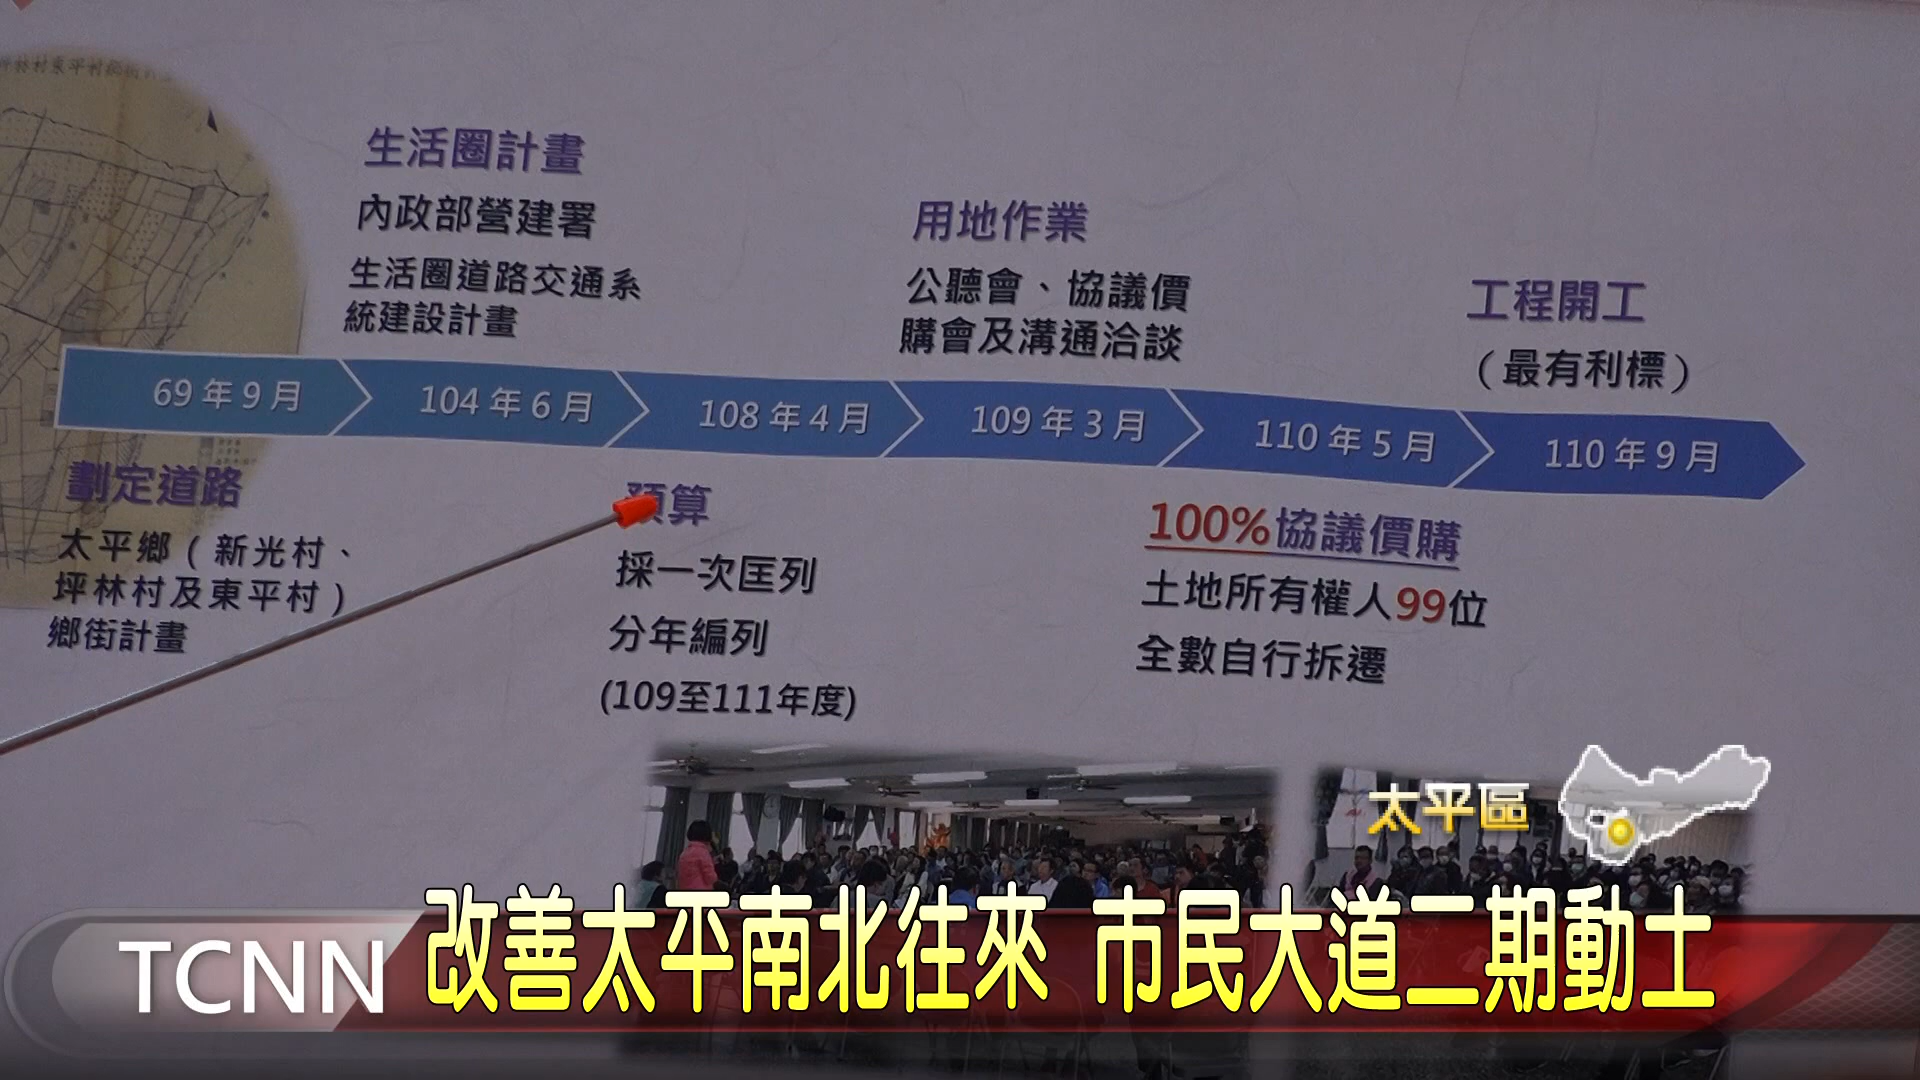 生活圈計畫
內政部營建署
生活圈道路交通系
統建設計畫
用地作業
公聽會、協議價
購會及溝通洽談
工程開工
（最有利標）
69年9月
104年6月
108年4月
109年3月
110年5月
110年9月
劃定道路
太平鄉（新光村、
坪林村及東平村）
鄉街計畫
預算
採一次匡列
分年編列
(109至111年度)
100%協議價購
土地所有權人99位
全數自行拆遷
太平區
TCNN
改善太平南北往來 市民大道二期動土